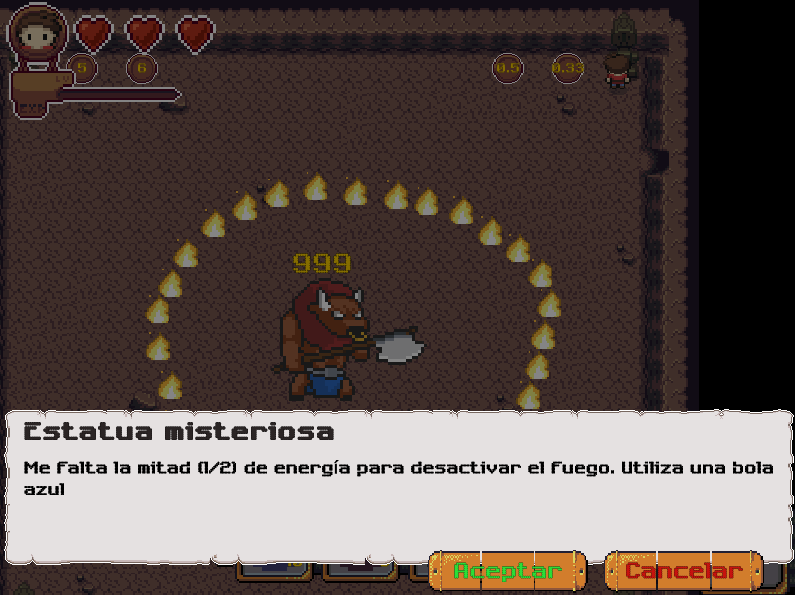 LV
5
6
0.5
0.33
999
Estatua misteriosa
Me falta la mitad (1/2) de energía para desactivar el fuego. Utiliza una bola
azul
Aceptar
Cancelar